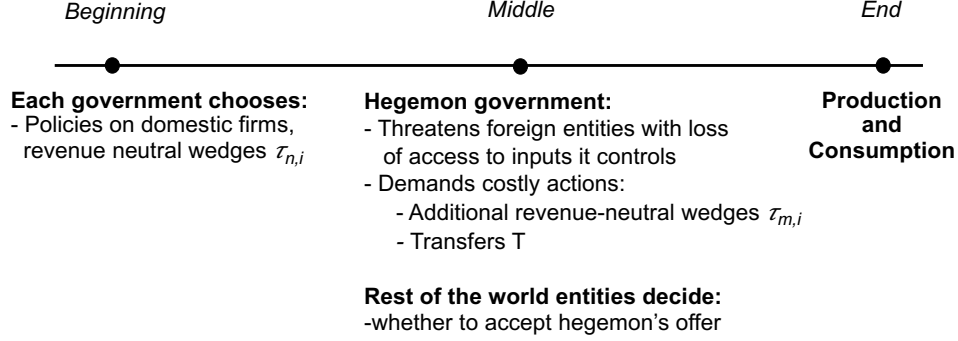 Beginning
Middle
End
Each government chooses:
- Policies on domestic firms,
revenue neutral wedges τn,i
Hegemon government:
- Threatens foreign entities with loss
of access to inputs it controls
- Demands costly actions:
- Additional revenue-neutral wedges τm,i
- Transfers T
Rest of the world entities decide:
-whether to accept hegemon's offer
Production
and
Consumption